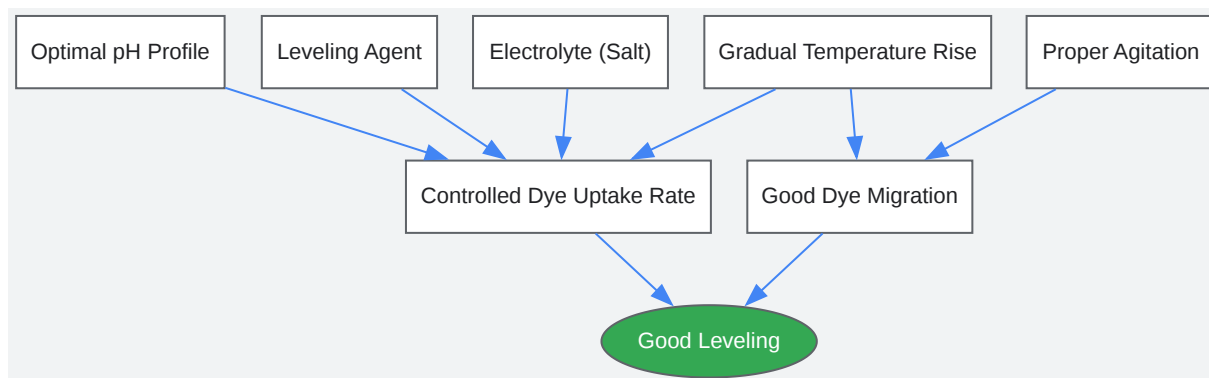 Optimal pH Profile
Leveling Agent
Electrolyte (Salt)
Gradual Temperature Rise
Proper Agitation
Controlled Dye Uptake Rate
Good Dye Migration
Good Leveling